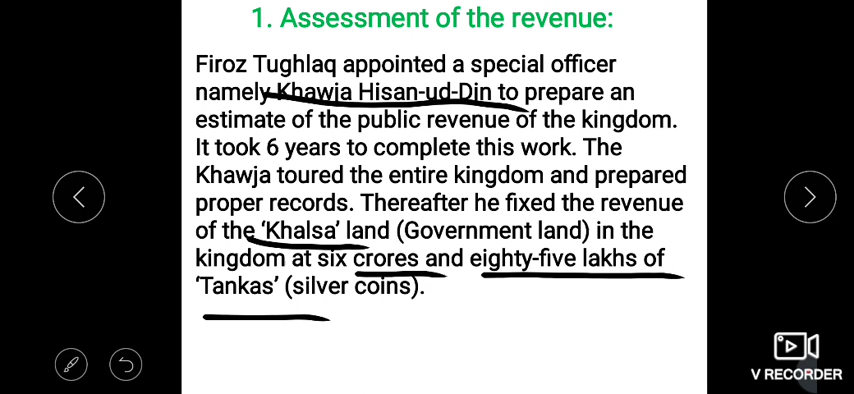 1. Assessment of the revenue:
Firoz Tughlaq appointed a special officer
namely Khawja Hisan-ud-Din to prepare an
estimate of the public revenue of the kingdom.
It took 6 years to complete this work. The
Khawja toured the entire kingdom and prepared
proper records. Thereafter he fixed the revenue
of the ‘Khalsa’ land (Government land) in the
kingdom at six crores and eighty-five lakhs of
‘Tankas’ (silver coins).
V RECORDER